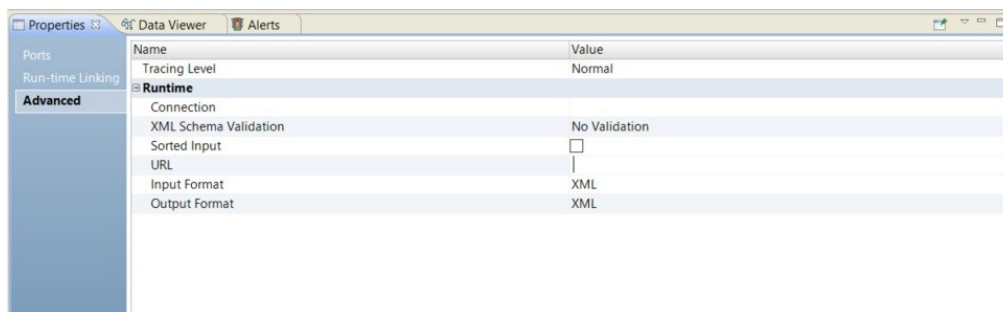 Properties Data Viewer Alerts
Ports
Run-time Linking
Advanced
Name Value
Tracing Level Normal
Runtime
Connection
XML Schema Validation No Validation
Sorted Input
URL
Input Format XML
Output Format XML